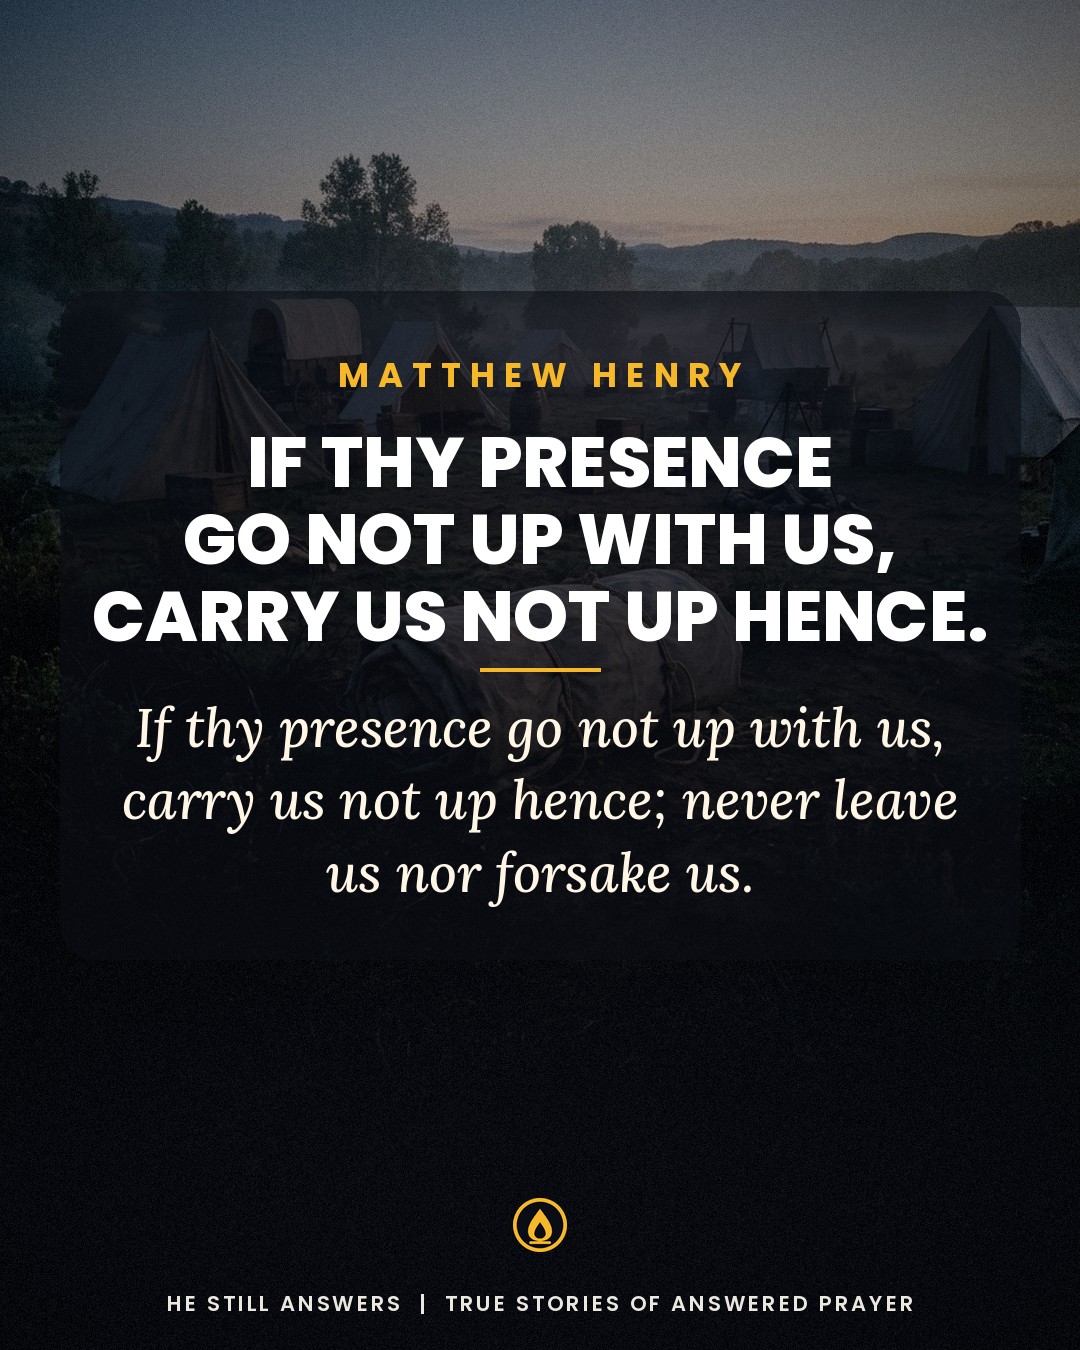 MATTHEW HENRY
IF THY PRESENCE
GO NOT UP WITH US,
CARRY US NOT UP HENCE.
If thy presence go not up with us,
carry us not up hence; never leave
us nor forsake us.
HE STILL ANSWERS | TRUE STORIES OF ANSWERED PRAYER